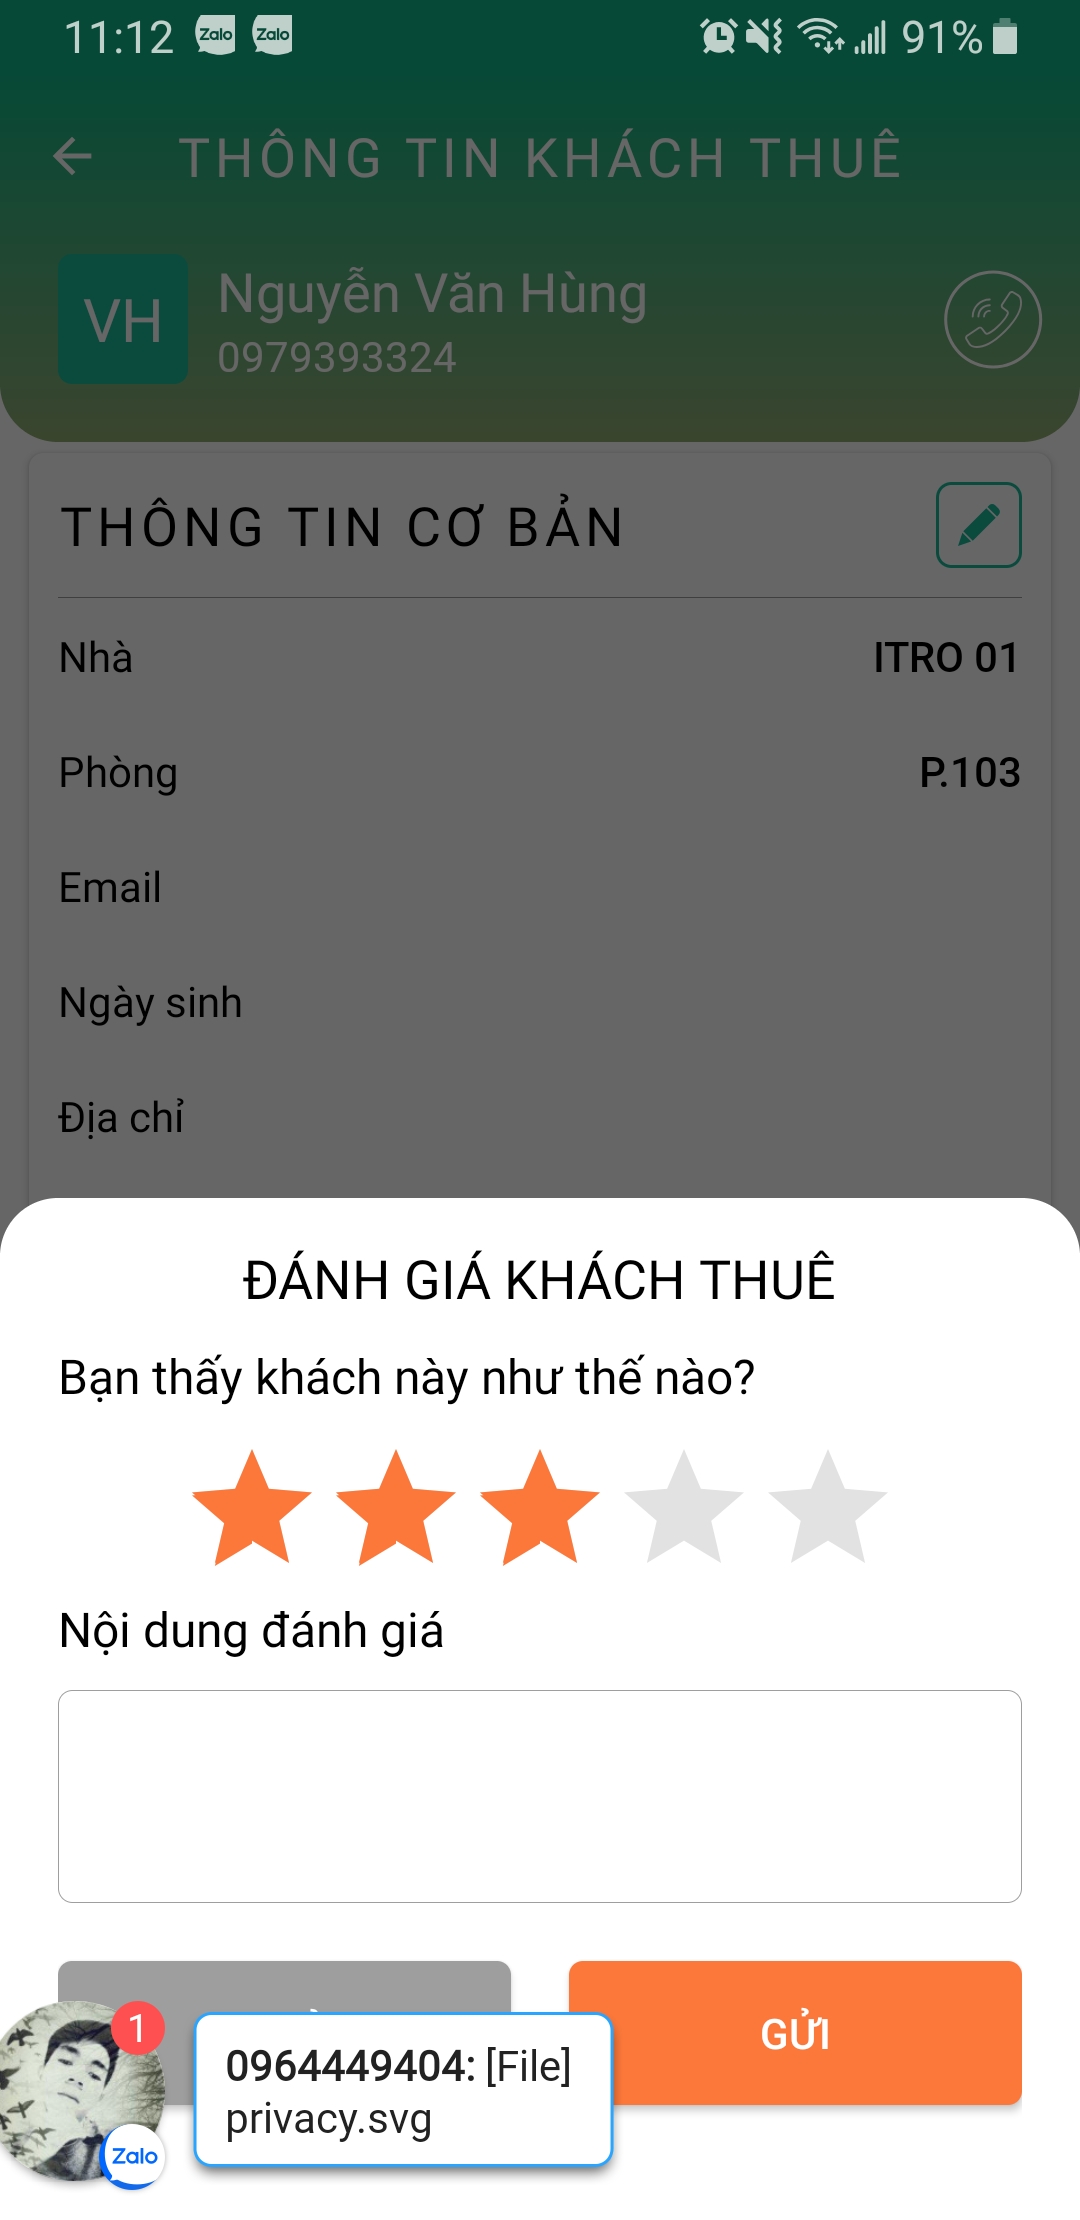 11:12 Zalo Zalo 91%
THÔNG TIN KHÁCH THUÊ
VH
Nguyễn Văn Hùng
0979393324
THÔNG TIN CƠ BẢN
Nhà ITRO 01
Phòng P.103
Email
Ngày sinh
Địa chỉ
ĐÁNH GIÁ KHÁCH THUÊ
Bạn thấy khách này như thế nào?
Nội dung đánh giá
GỬI
1
0964449404: [File]
privacy.svg
Zalo